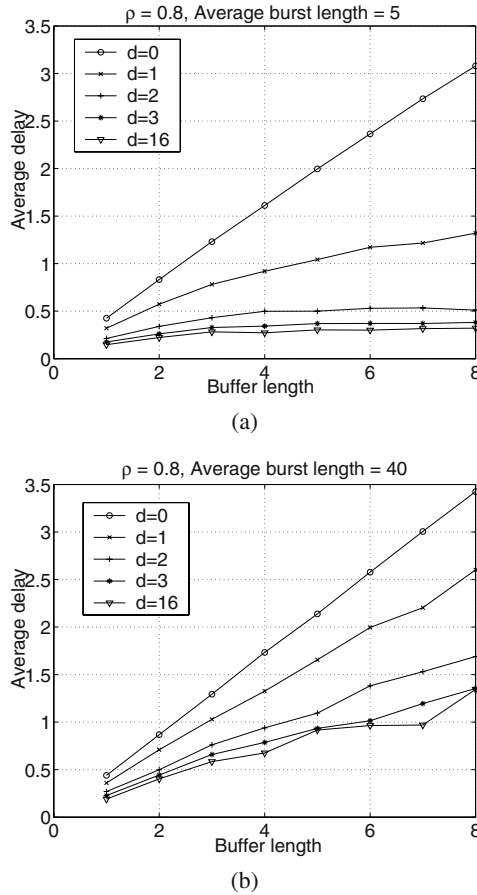 ρ = 0.8, Average burst length = 5
3.5
3
2.5
2
1.5
1
0.5
0
Average delay
d=0
d=1
d=2
d=3
d=16
0 2 4 6 8
Buffer length
(a)
ρ = 0.8, Average burst length = 40
3.5
3
2.5
2
1.5
1
0.5
0
Average delay
d=0
d=1
d=2
d=3
d=16
0 2 4 6 8
Buffer length
(b)